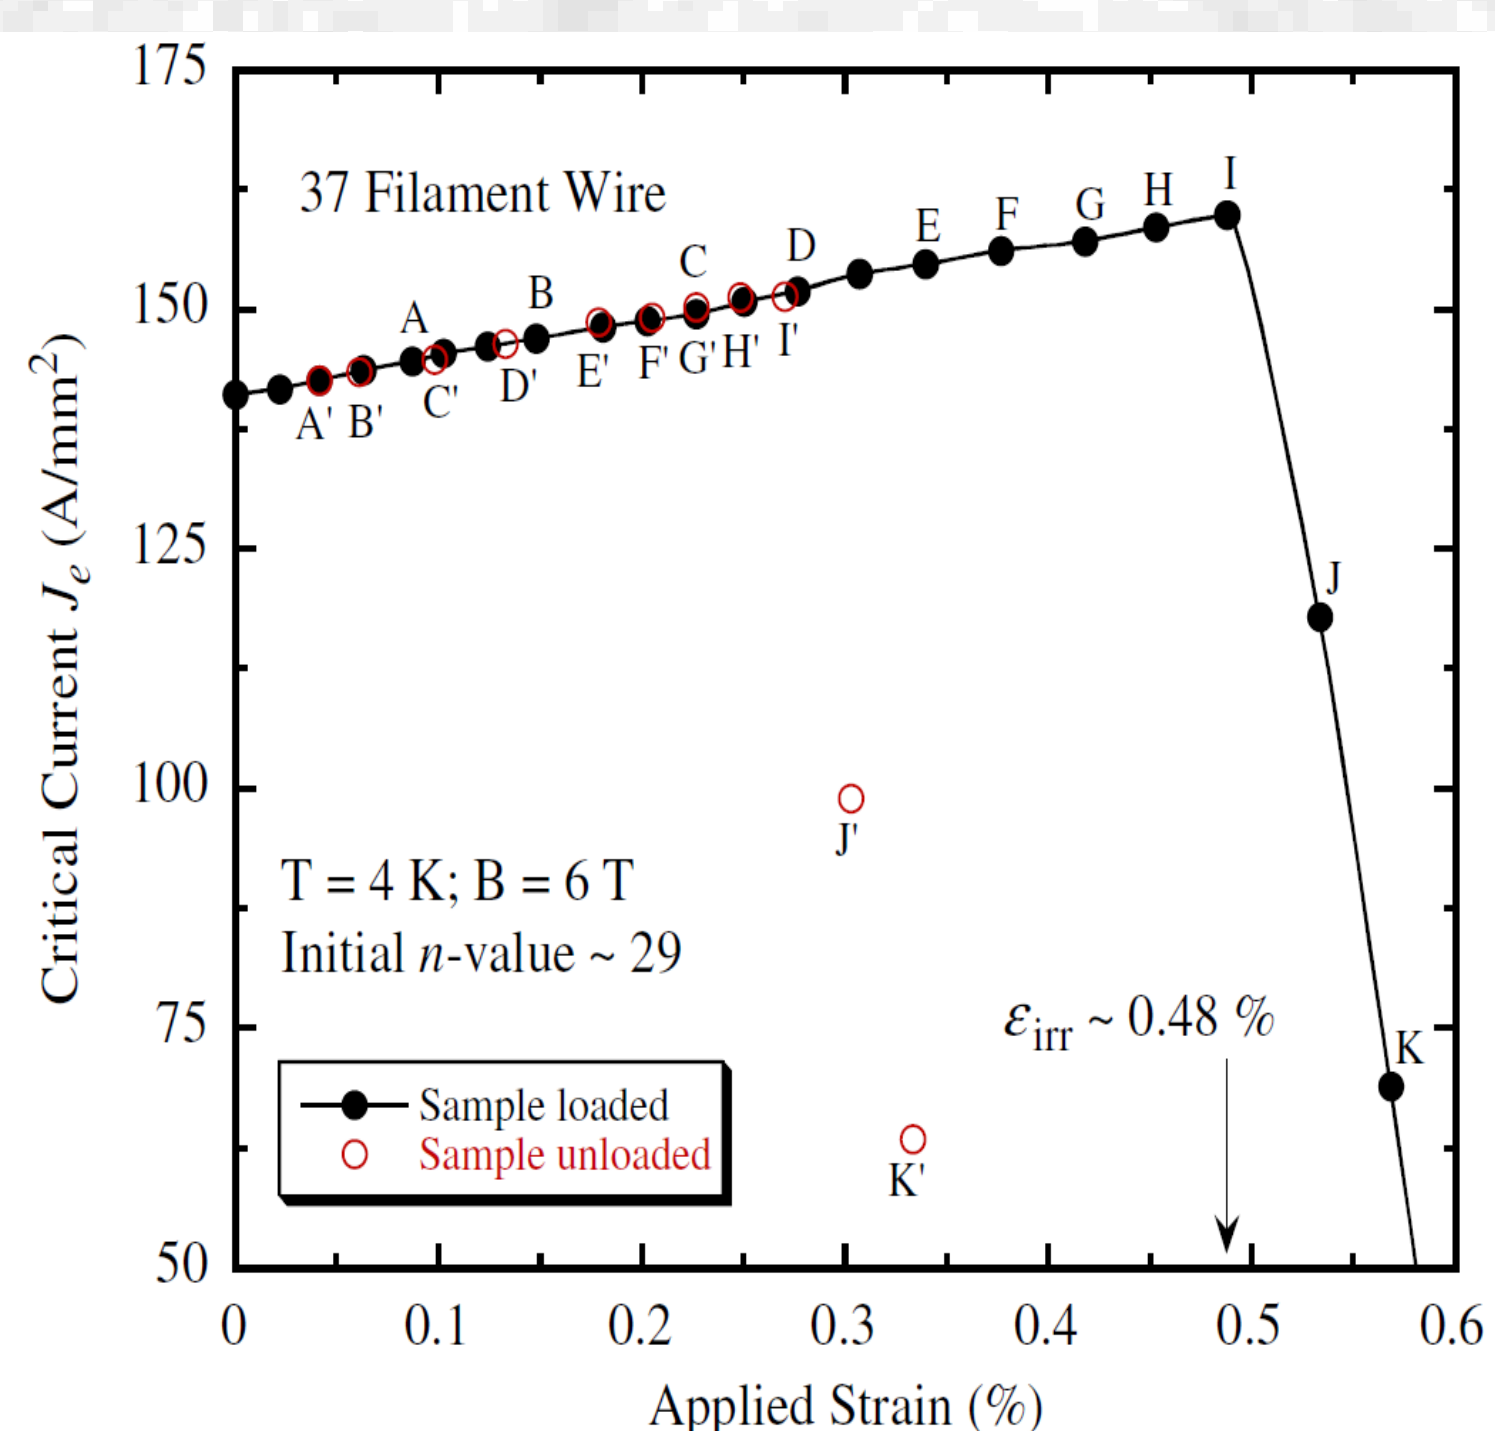 175
150
125
100
75
50
Critical Current Je (A/mm²)
37 Filament Wire
A
B
C
D
E
F
G
H
I
A' B' C' D' E' F' G' H' I'
J
J'
T = 4 K; B = 6 T
Initial n-value ~ 29
εirr ~ 0.48 %
K
Sample loaded
Sample unloaded
K'
0 0.1 0.2 0.3 0.4 0.5 0.6
Applied Strain (%)